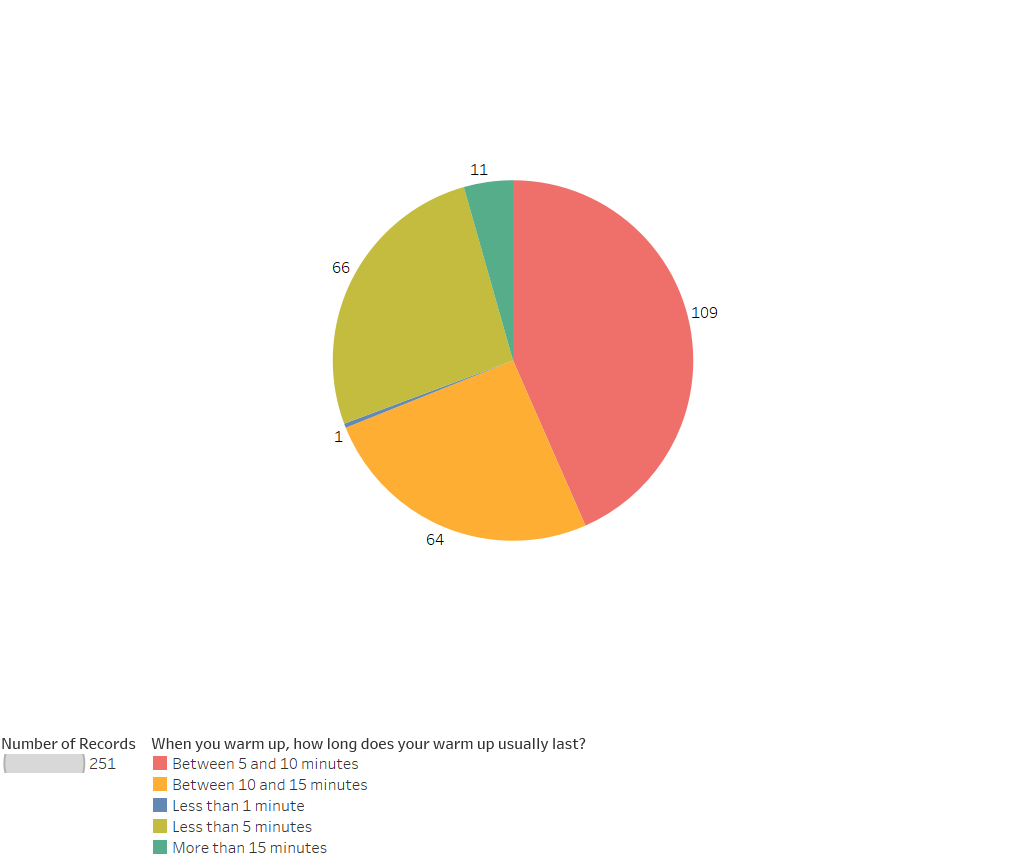 11
66
109
1
64
Number of Records
251
When you warm up, how long does your warm up usually last?
Between 5 and 10 minutes
Between 10 and 15 minutes
Less than 1 minute
Less than 5 minutes
More than 15 minutes